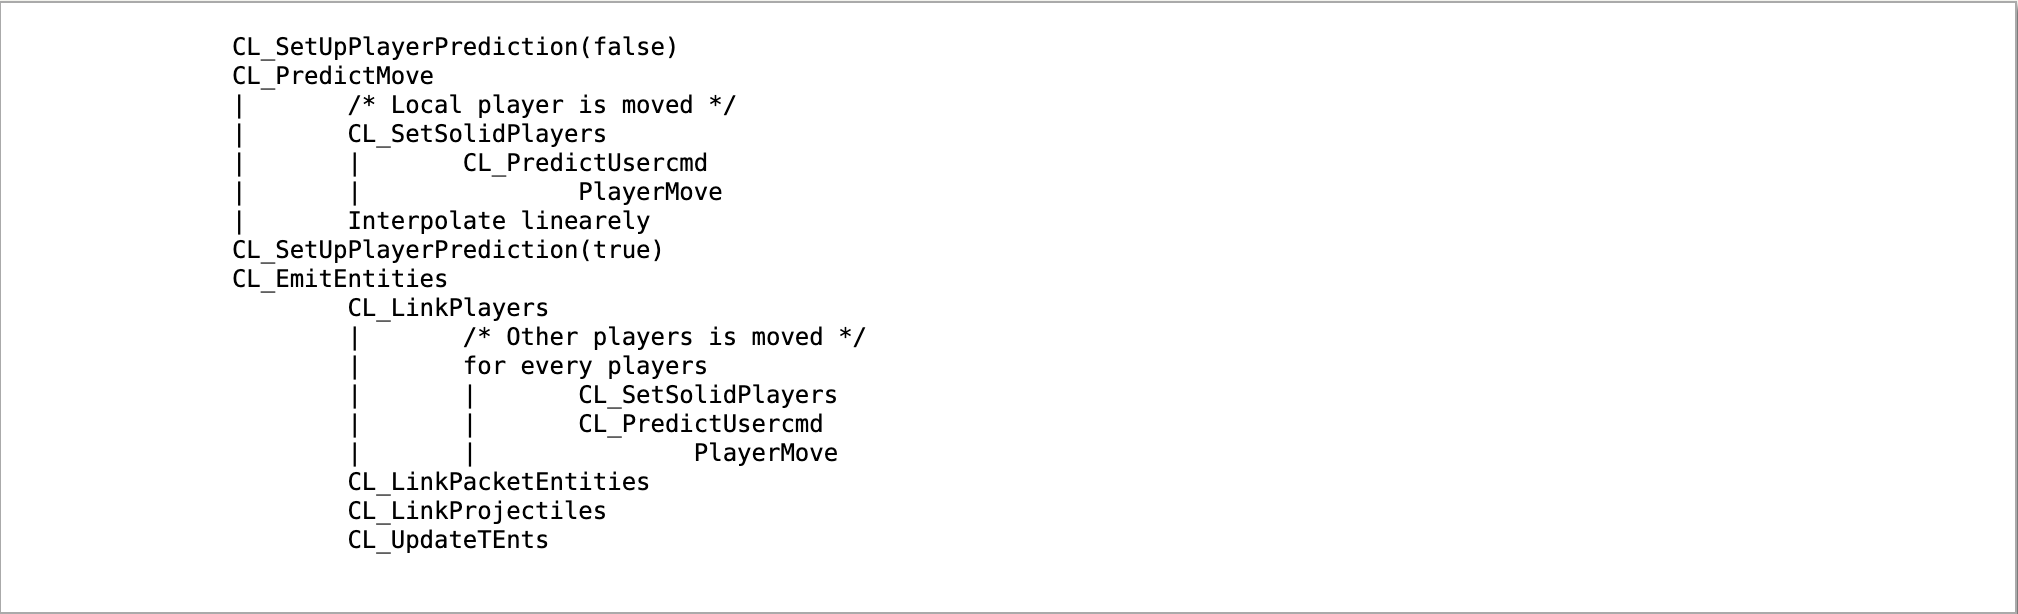 CL_SetUpPlayerPrediction(false)
CL_PredictMove
|       /* Local player is moved */
|       CL_SetSolidPlayers
|       |       CL_PredictUsercmd
|       |               PlayerMove
|       Interpolate linearely
CL_SetUpPlayerPrediction(true)
CL_EmitEntities
        CL_LinkPlayers
        |       /* Other players is moved */
        |       for every players
        |       |       CL_SetSolidPlayers
        |       |       CL_PredictUsercmd
        |       |               PlayerMove
        CL_LinkPacketEntities
        CL_LinkProjectiles
        CL_UpdateTEnts